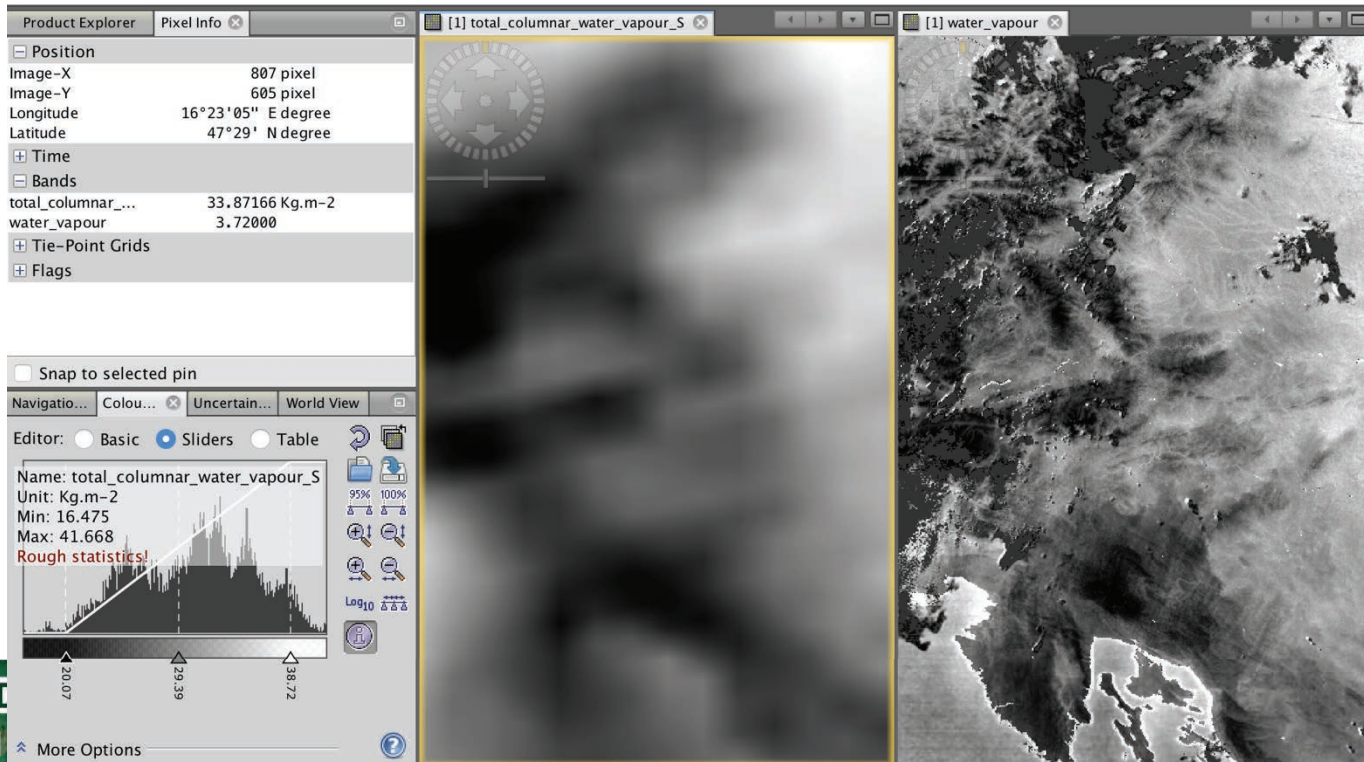 Product Explorer Pixel Info
Position
Image-X 807 pixel
Image-Y 605 pixel
Longitude 16°23'05" E degree
Latitude 47°29' N degree
Time
Bands
total_columnar_... 33.87166 Kg.m-2
water_vapour 3.72000
Tie-Point Grids
Flags
Snap to selected pin
Navigatio... Colou... Uncertain... World View
Editor: Basic Sliders Table
Name: total_columnar_water_vapour_S
Unit: Kg.m-2
Min: 16.475
Max: 41.668
Rough statistics!
95% 100%
Log10
20.07 29.39 38.72
More Options
[1] total_columnar_water_vapour_S
[1] water_vapour